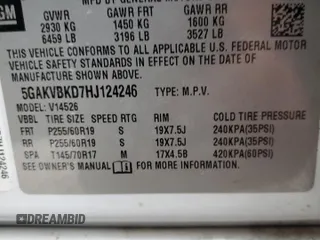 GM
GVWR GAWR FRT GAWR RR
2930 KG 1450 KG 1600 KG
6459 LB 3196 LB 3527 LB
THIS VEHICLE CONFORMS TO ALL APPLICABLE U.S. FEDERAL MOTOR
VEHICLE SAFETY STANDARDS IN EFFECT ON THE DATE OF
MANUFACTURE SHOWN ABOVE.
5GAKVBKD7HJ124246 TYPE: M.P.V.
MODEL: V14526
VBBL TIRE SIZE SPEED RTG RIM COLD TIRE PRESSURE
FRT P255/60R19 S 19X7.5J 240KPA(35PSI)
RR P255/60R19 S 19X7.5J 240KPA(35PSI)
SPA T145/70R17 M 17X4.5B 420KPA(60PSI)
SEE OWNER'S MANUAL FOR MORE INFORMATION.
DREAMBID